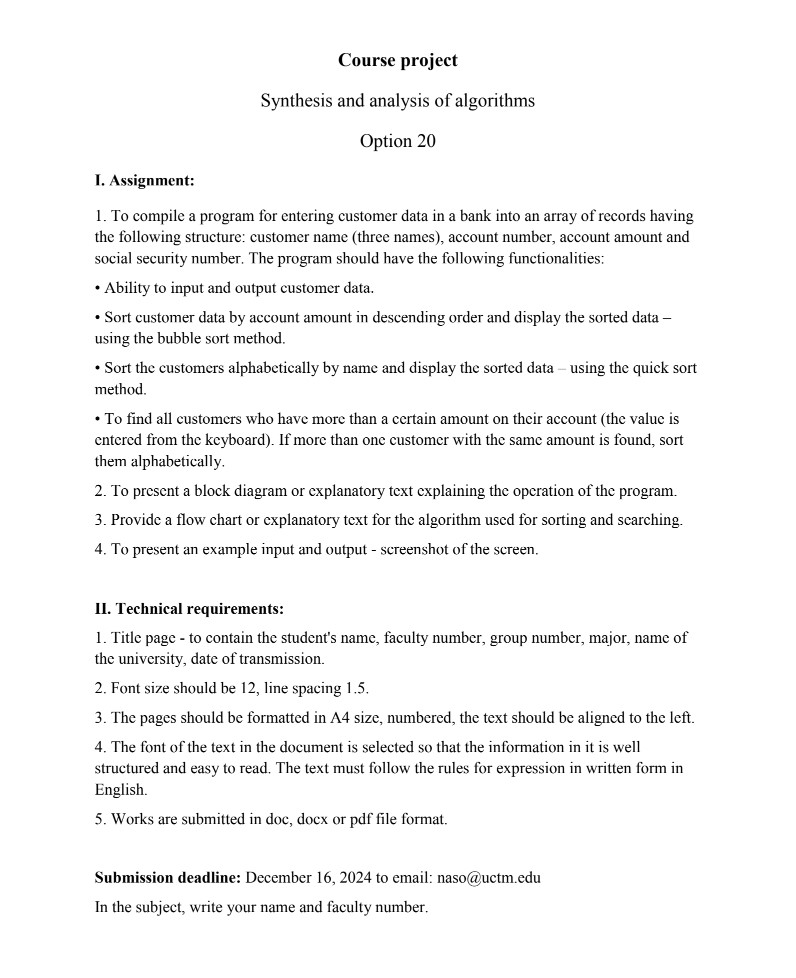 Course project
Synthesis and analysis of algorithms
Option 20
I. Assignment:
1. To compile a program for entering customer data in a bank into an array of records having
the following structure: customer name (three names), account number, account amount and
social security number. The program should have the following functionalities:
• Ability to input and output customer data.
• Sort customer data by account amount in descending order and display the sorted data –
using the bubble sort method.
• Sort the customers alphabetically by name and display the sorted data – using the quick sort
method.
• To find all customers who have more than a certain amount on their account (the value is
entered from the keyboard). If more than one customer with the same amount is found, sort
them alphabetically.
2. To present a block diagram or explanatory text explaining the operation of the program.
3. Provide a flow chart or explanatory text for the algorithm used for sorting and searching.
4. To present an example input and output - screenshot of the screen.
II. Technical requirements:
1. Title page - to contain the student's name, faculty number, group number, major, name of
the university, date of transmission.
2. Font size should be 12, line spacing 1.5.
3. The pages should be formatted in A4 size, numbered, the text should be aligned to the left.
4. The font of the text in the document is selected so that the information in it is well
structured and easy to read. The text must follow the rules for expression in written form in
English.
5. Works are submitted in doc, docx or pdf file format.
Submission deadline: December 16, 2024 to email: naso@uctm.edu
In the subject, write your name and faculty number.